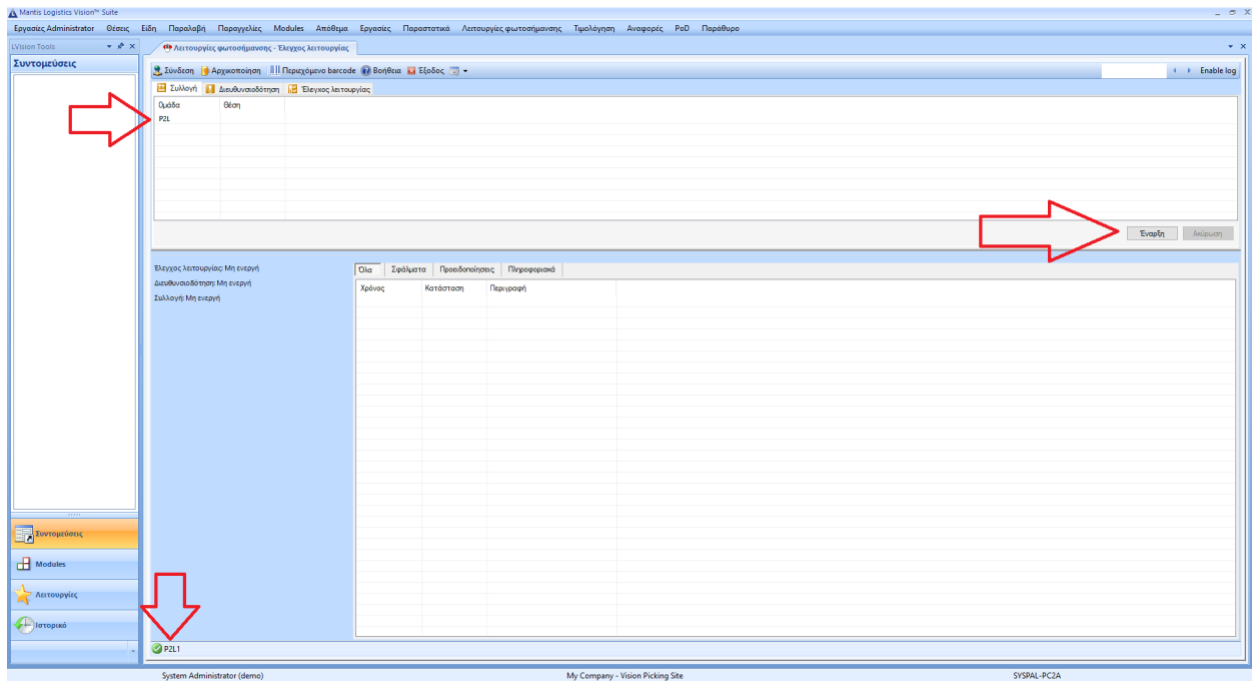 Mantis Logistics Vision™ Suite
Εργασίες Administrator Θέσεις Είδη Παραλαβή Παραγγελίες Modules Απόθεμα Εργασίες Παραστατικά Λειτουργίες φωτοσήμανσης Τιμολόγηση Αναφορές PoD Παράθυρο
LVision Tools
Λειτουργίες φωτοσήμανσης - Έλεγχος λειτουργίας
Συντομεύσεις
Σύνδεση Αρχικοποίηση Περιεχόμενο barcode Βοήθεια Έξοδος Enable log
Συλλογή Διευθυνσιοδότηση Έλεγχος λειτουργίας
Ομάδα Θέση
P2L
Έναρξη Ακύρωση
Έλεγχος λειτουργίας: Μη ενεργή
Διευθυνσιοδότηση: Μη ενεργή
Συλλογή: Μη ενεργή
Όλα Σφάλματα Προειδοποίησεις Πληροφοριακά
Χρόνος Κατάσταση Περιγραφή
Συντομεύσεις
Modules
Λειτουργίες
Ιστορικό
P2L1
System Administrator (demo) My Company - Vision Picking Site SYSPAL-PC2A